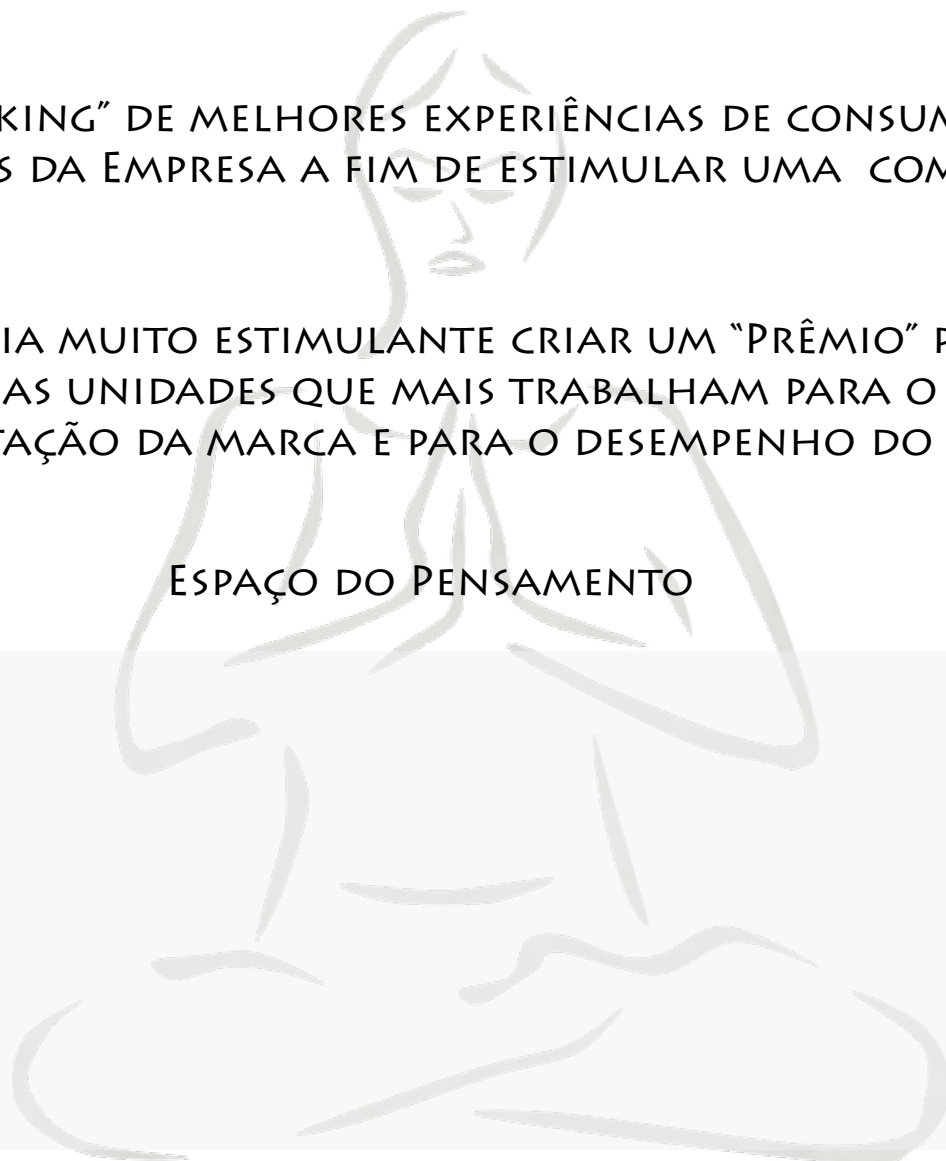 KING” de melhores experiências de consum
s da Empresa a fim de estimular uma com
ia muito estimulante criar um “Prêmio” p
as unidades que mais trabalham para o
tação da marca e para o desempenho do
Espaço do Pensamento